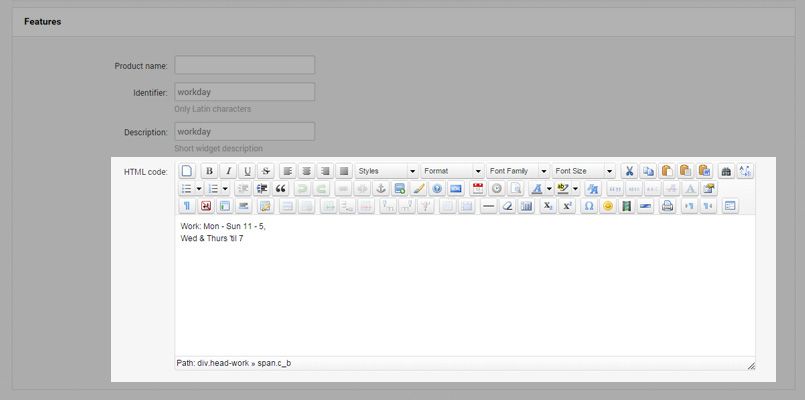 Features
Product name:
Identifier: workday
Only Latin characters
Description: workday
Short widget description
HTML code:
B I U S Styles Format Font Family Font Size
Work: Mon - Sun 11 - 5,
Wed & Thurs 'til 7
Path: div.head-work » span.c_b